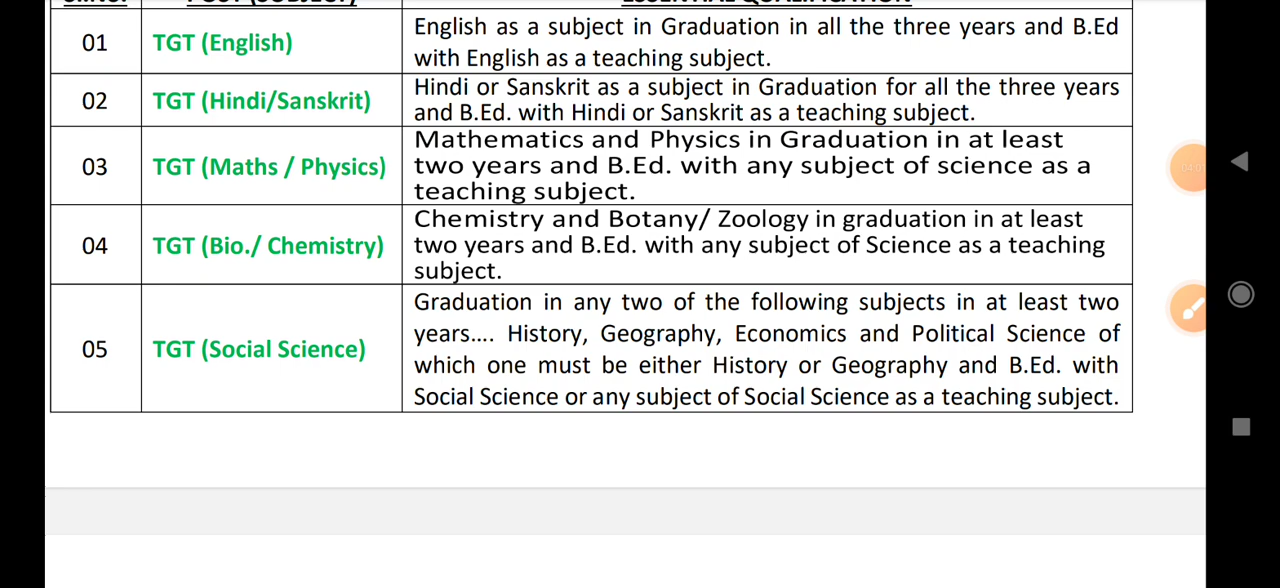 01
TGT (English)
English as a subject in Graduation in all the three years and B.Ed
with English as a teaching subject.
02
TGT (Hindi/Sanskrit)
Hindi or Sanskrit as a subject in Graduation for all the three years
and B.Ed. with Hindi or Sanskrit as a teaching subject.
03
TGT (Maths / Physics)
Mathematics and Physics in Graduation in at least
two years and B.Ed. with any subject of science as a
teaching subject.
04
TGT (Bio./ Chemistry)
Chemistry and Botany/ Zoology in graduation in at least
two years and B.Ed. with any subject of Science as a teaching
subject.
05
TGT (Social Science)
Graduation in any two of the following subjects in at least two
years.... History, Geography, Economics and Political Science of
which one must be either History or Geography and B.Ed. with
Social Science or any subject of Social Science as a teaching subject.